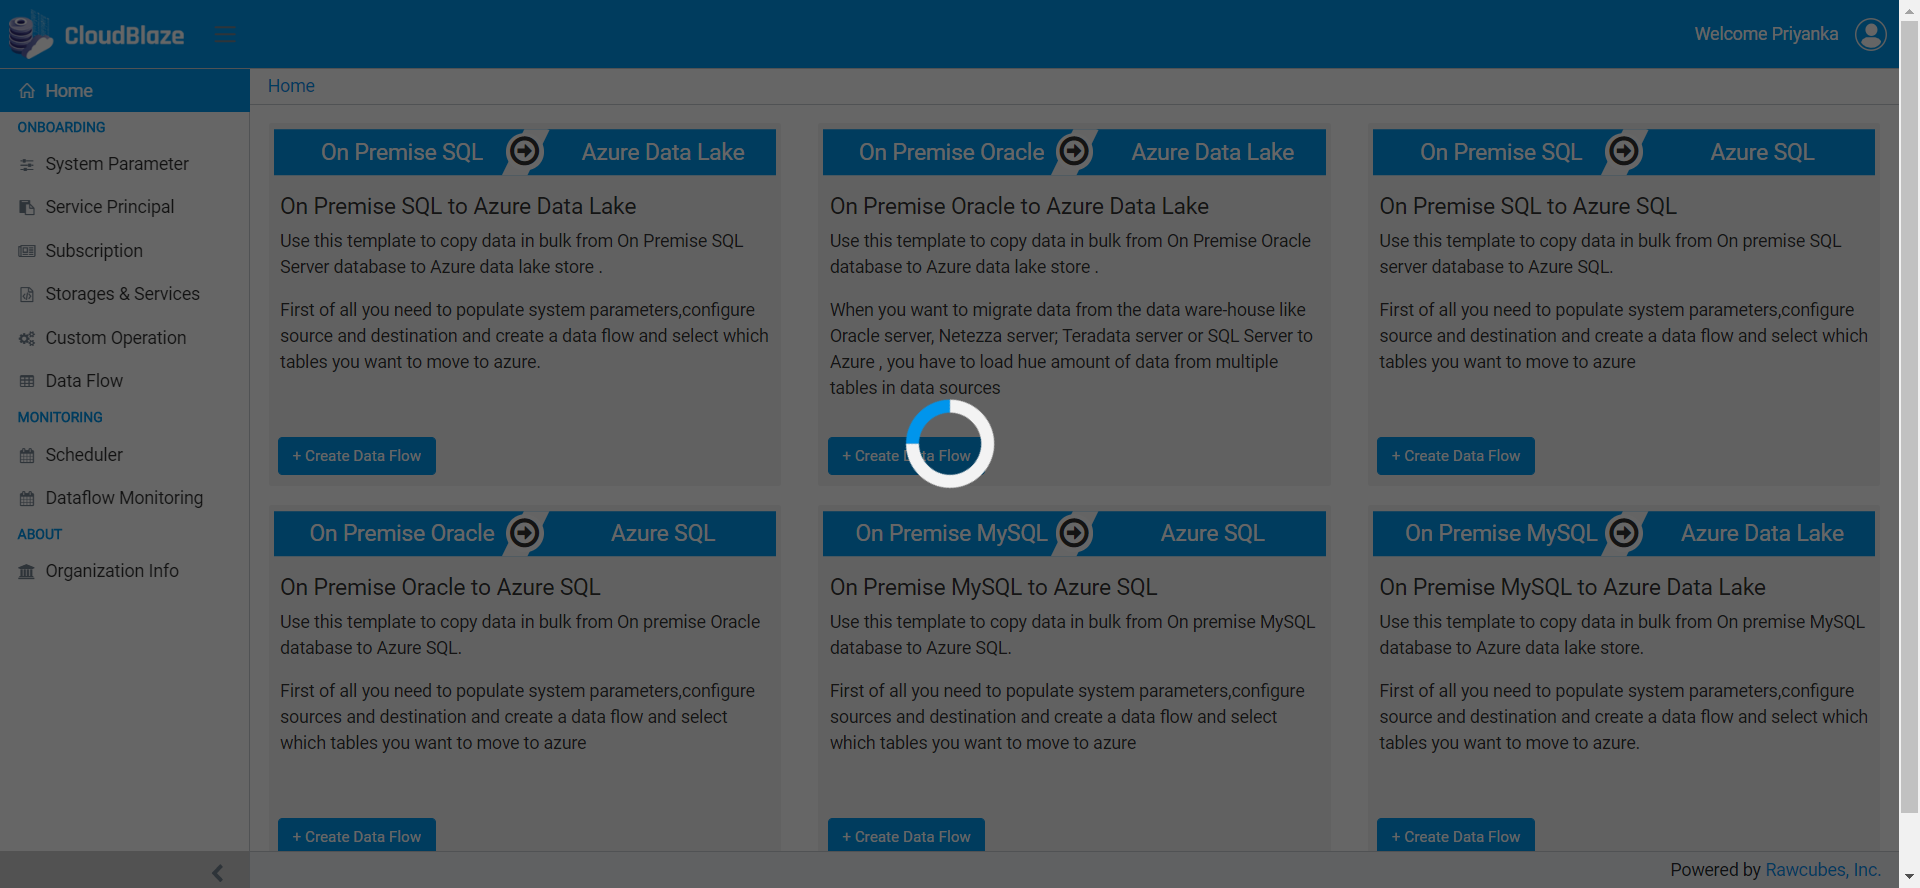 CloudBlaze
Welcome Priyanka
Home
ONBOARDING
System Parameter
Service Principal
Subscription
Storages & Services
Custom Operation
Data Flow
MONITORING
Scheduler
Dataflow Monitoring
ABOUT
Organization Info
Home
On Premise SQL
Azure Data Lake
On Premise SQL to Azure Data Lake
Use this template to copy data in bulk from On Premise SQL
Server database to Azure data lake store .
First of all you need to populate system parameters,configure
source and destination and create a data flow and select which
tables you want to move to azure.
+ Create Data Flow
On Premise Oracle
Azure Data Lake
On Premise Oracle to Azure Data Lake
Use this template to copy data in bulk from On Premise Oracle
database to Azure data lake store .
When you want to migrate data from the data ware-house like
Oracle server, Netezza server; Teradata server or SQL Server to
Azure , you have to load hue amount of data from multiple
tables in data sources
+ Create Data Flow
On Premise SQL
Azure SQL
On Premise SQL to Azure SQL
Use this template to copy data in bulk from On premise SQL
server database to Azure SQL.
First of all you need to populate system parameters,configure
source and destination and create a data flow and select which
tables you want to move to azure
+ Create Data Flow
On Premise Oracle
Azure SQL
On Premise Oracle to Azure SQL
Use this template to copy data in bulk from On premise Oracle
database to Azure SQL.
First of all you need to populate system parameters,configure
sources and destination and create a data flow and select
which tables you want to move to azure
+ Create Data Flow
On Premise MySQL
Azure SQL
On Premise MySQL to Azure SQL
Use this template to copy data in bulk from On premise MySQL
database to Azure SQL.
First of all you need to populate system parameters,configure
sources and destination and create a data flow and select
which tables you want to move to azure
+ Create Data Flow
On Premise MySQL
Azure Data Lake
On Premise MySQL to Azure Data Lake
Use this template to copy data in bulk from On premise MySQL
database to Azure data lake store.
First of all you need to populate system parameters,configure
source and destination and create a data flow and select which
tables you want to move to azure.
+ Create Data Flow
Powered by Rawcubes, Inc.